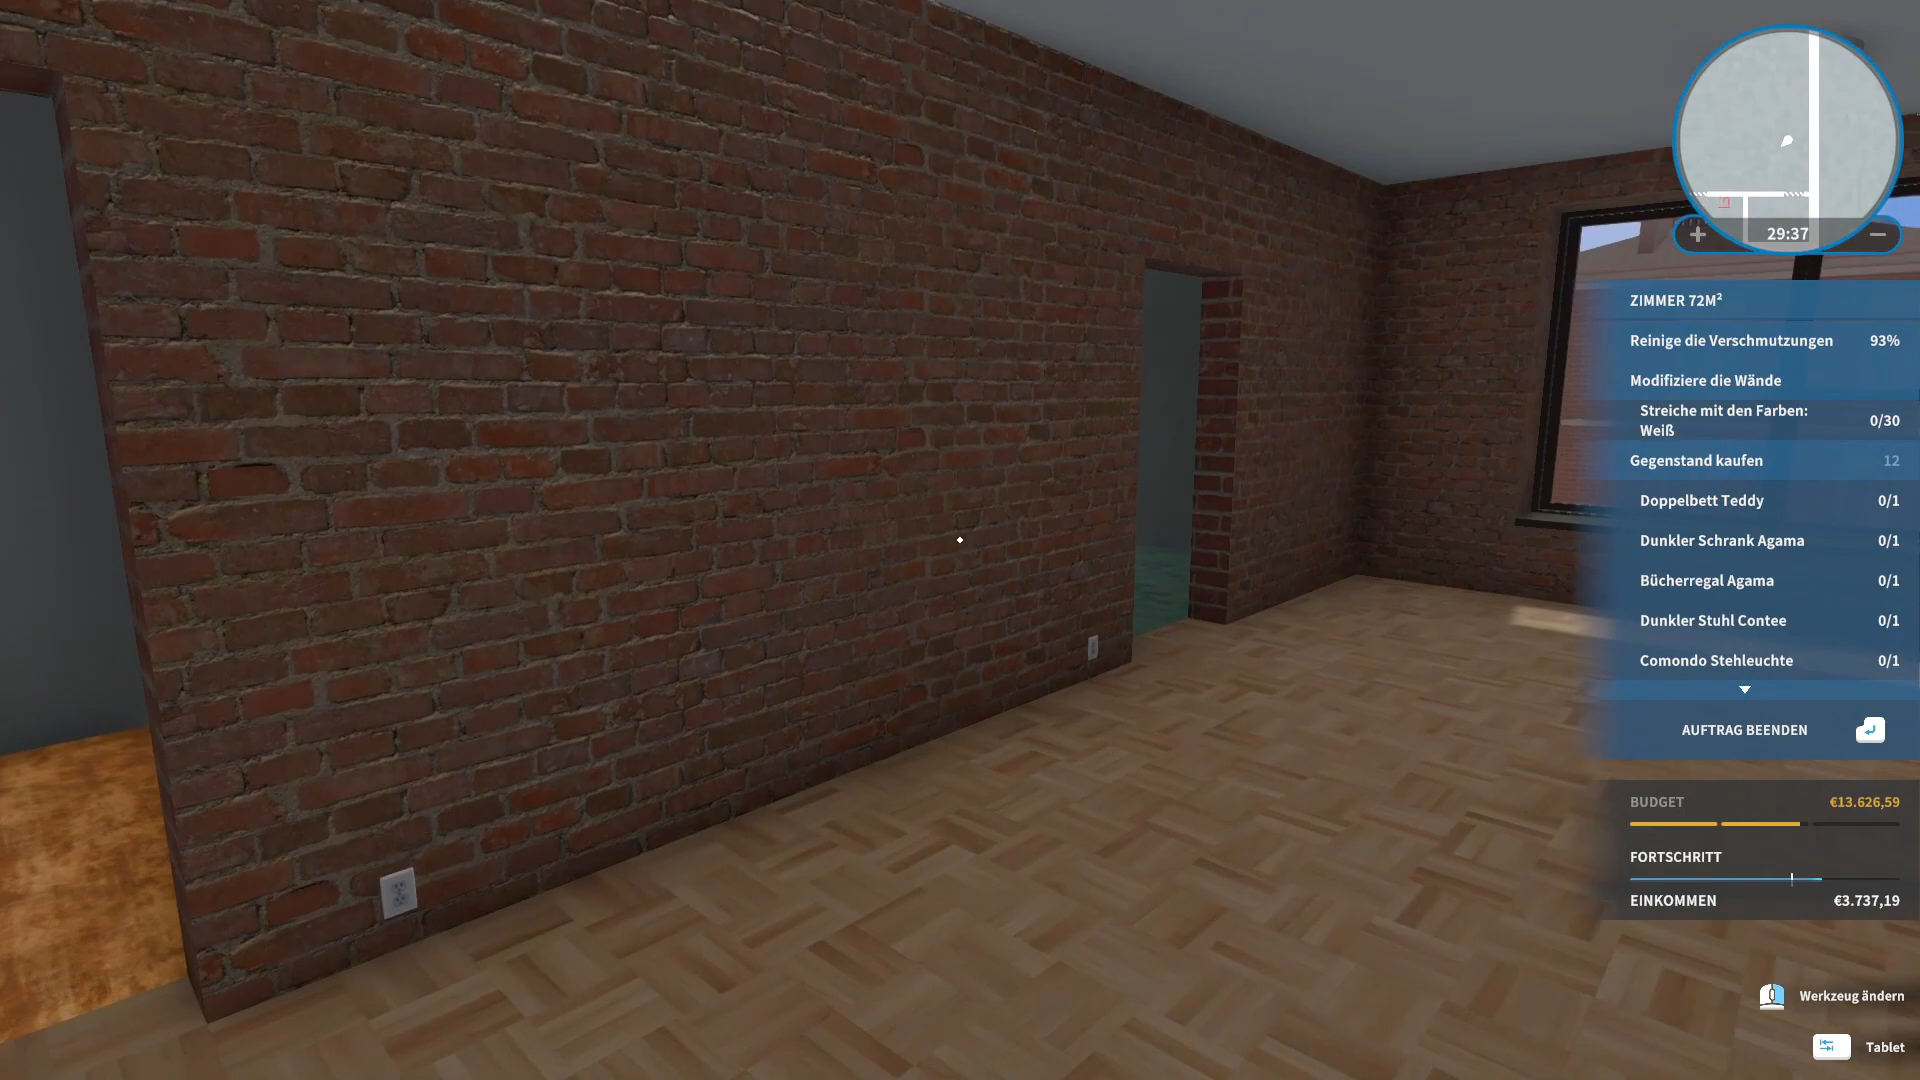 29:37
ZIMMER 72M²
Reinige die Verschmutzungen 93%
Modifiziere die Wände
Streiche mit den Farben:
Weiß 0/30
Gegenstand kaufen 12
Doppelbett Teddy 0/1
Dunkler Schrank Agama 0/1
Bücherregal Agama 0/1
Dunkler Stuhl Contee 0/1
Comondo Stehleuchte 0/1
AUFTRAG BEENDEN
BUDGET €13.626,59
FORTSCHRITT
EINKOMMEN €3.737,19
Werkzeug ändern
Tablet